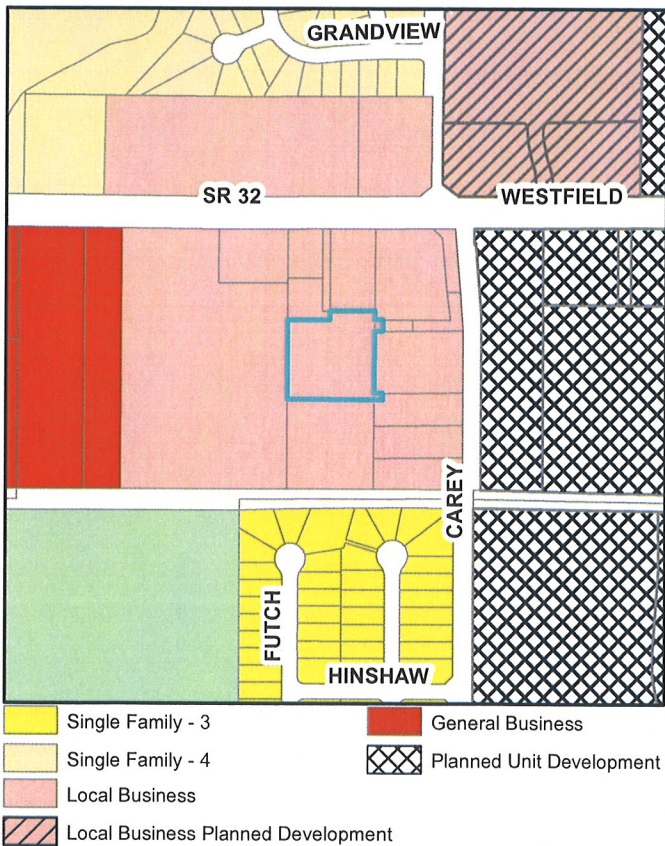 GRANDVIEW
SR 32
WESTFIELD
CAREY
FUTCH
HINSHAW
Single Family - 3
General Business
Single Family - 4
Planned Unit Development
Local Business
Local Business Planned Development